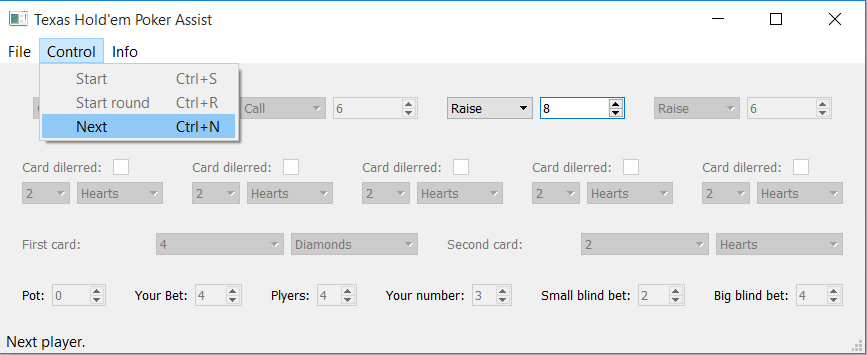 Texas Hold'em Poker Assist
File Control Info
Start Ctrl+S
Start round Ctrl+R
Next Ctrl+N
Call 6 Raise 8 Raise 6
Card dilerred: Card dilerred: Card dilerred: Card dilerred: Card dilerred:
2 Hearts 2 Hearts 2 Hearts 2 Hearts 2 Hearts
First card: 4 Diamonds Second card: 2 Hearts
Pot: 0 Your Bet: 4 Plyers: 4 Your number: 3 Small blind bet: 2 Big blind bet: 4
Next player.